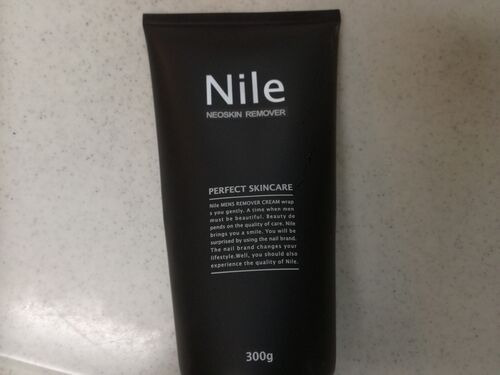 Nile
NEOSKIN REMOVER
PERFECT SKINCARE
Nile MENS REMOVER CREAM wrap
s you gently. A time when men
must be beautiful. Beauty de
pends on the quality of care. Nile
brings you a smile. You will be
surprised by using the nail brand.
The nail brand changes your
lifestyle.Well, you should also
experience the quality of Nile.
300g